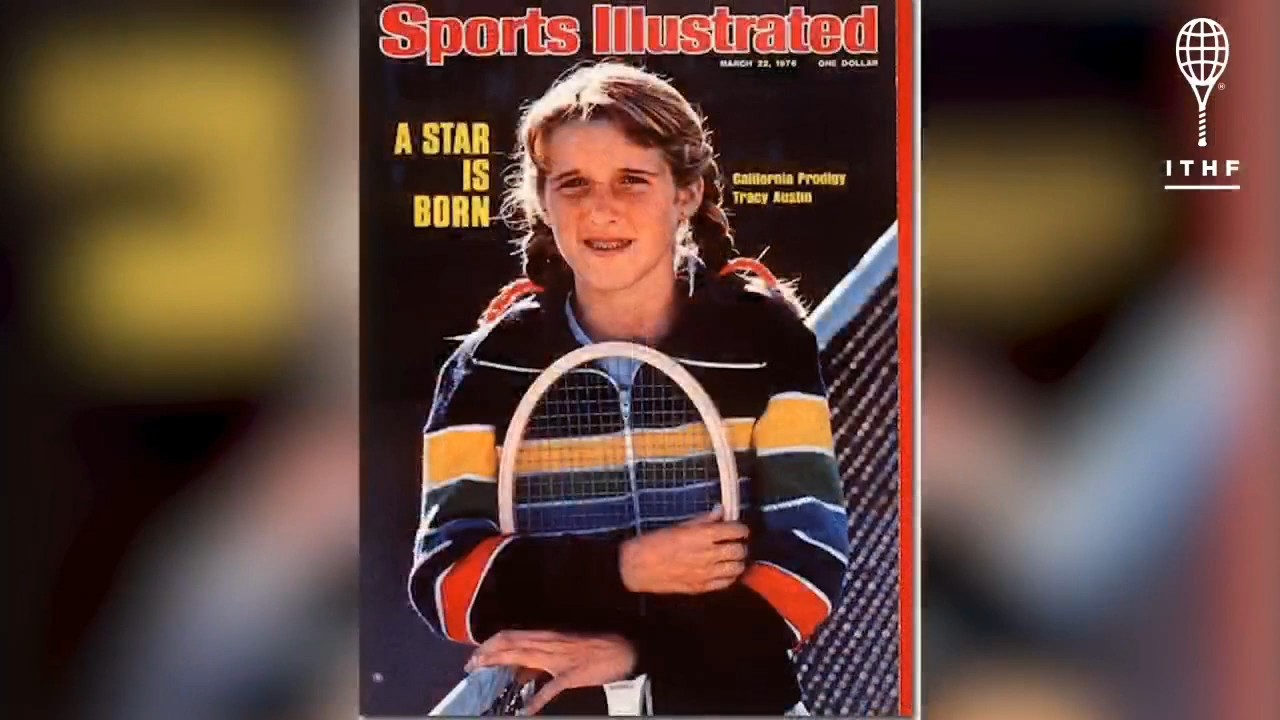 Sports Illustrated
MARCH 22, 1976 ONE DOLLAR
A STAR
IS
BORN
California Prodigy
Tracy Austin
ITHF